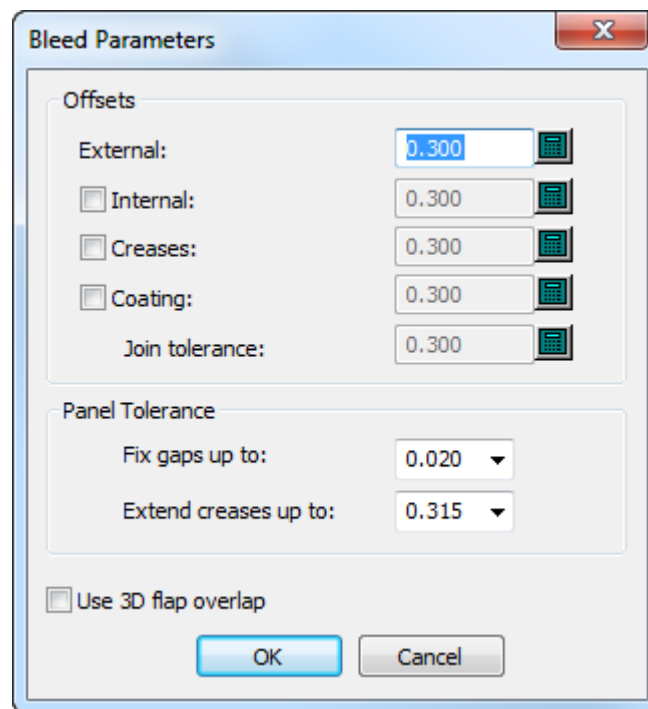 Bleed Parameters
Offsets
External: 0.300
Internal: 0.300
Creases: 0.300
Coating: 0.300
Join tolerance: 0.300
Panel Tolerance
Fix gaps up to: 0.020
Extend creases up to: 0.315
Use 3D flap overlap
OK Cancel